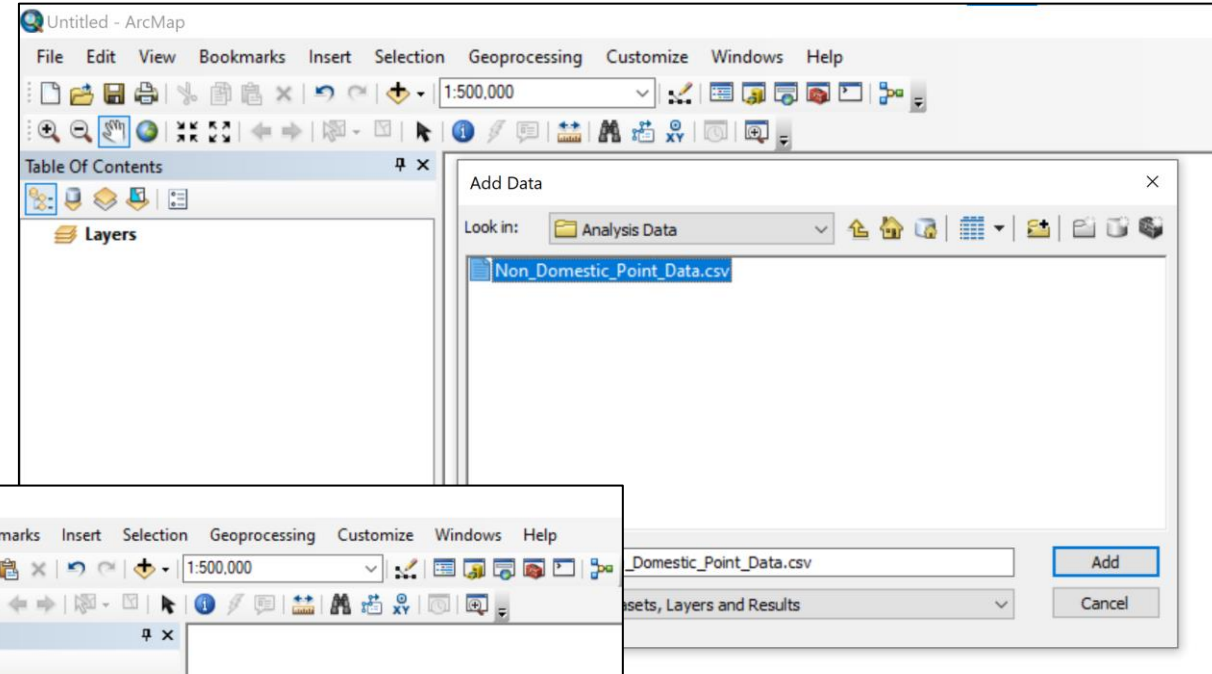 Untitled - ArcMap
File Edit View Bookmarks Insert Selection Geoprocessing Customize Windows Help
1:500,000
Table Of Contents
Layers
Add Data
Look in: Analysis Data
Non_Domestic_Point_Data.csv
_Domestic_Point_Data.csv Add
asets, Layers and Results Cancel
marks Insert Selection Geoprocessing Customize Windows Help
1:500,000